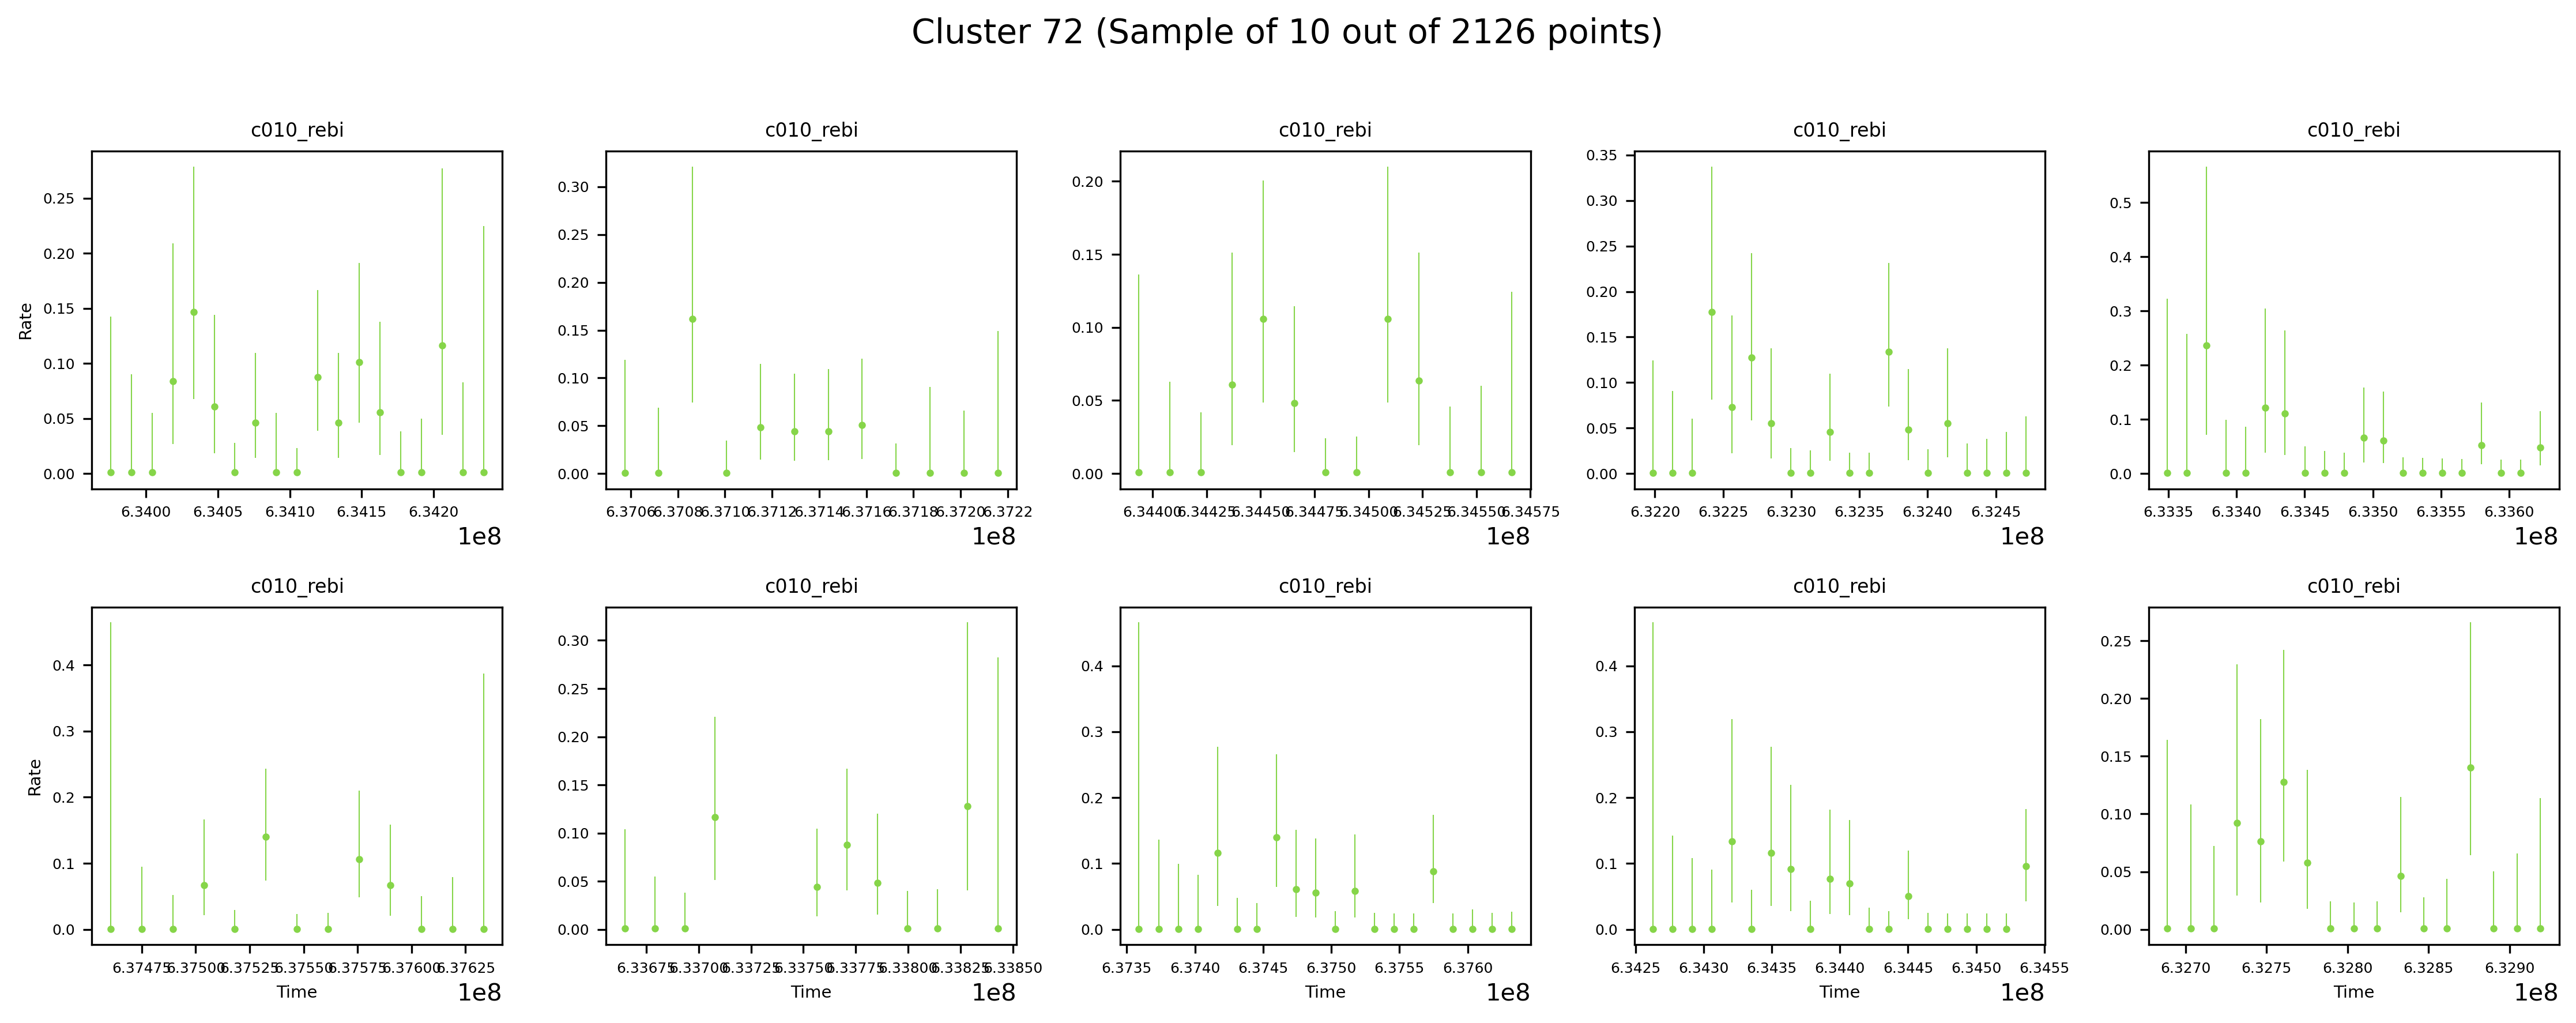 Cluster 72 (Sample of 10 out of 2126 points)
c010_rebi c010_rebi c010_rebi c010_rebi c010_rebi
Rate
0.25
0.20
0.15
0.10
0.05
0.00
6.3400 6.3405 6.3410 6.3415 6.3420
1e8
0.30
0.25
0.20
0.15
0.10
0.05
0.00
6.3706 6.3708 6.3710 6.3712 6.3714 6.3716 6.3718 6.3720 6.3722
1e8
0.20
0.15
0.10
0.05
0.00
6.34400 6.34425 6.34450 6.34475 6.34500 6.34525 6.34550 6.34575
1e8
0.35
0.30
0.25
0.20
0.15
0.10
0.05
0.00
6.3220 6.3225 6.3230 6.3235 6.3240 6.3245
1e8
0.5
0.4
0.3
0.2
0.1
0.0
6.3335 6.3340 6.3345 6.3350 6.3355 6.3360
1e8
c010_rebi c010_rebi c010_rebi c010_rebi c010_rebi
Rate
0.4
0.3
0.2
0.1
0.0
6.37475 6.37500 6.37525 6.37550 6.37575 6.37600 6.37625
Time 1e8
0.30
0.25
0.20
0.15
0.10
0.05
0.00
6.33675 6.33700 6.33725 6.33750 6.33775 6.33800 6.33825 6.33850
Time 1e8
0.4
0.3
0.2
0.1
0.0
6.3735 6.3740 6.3745 6.3750 6.3755 6.3760
Time 1e8
0.4
0.3
0.2
0.1
0.0
6.3425 6.3430 6.3435 6.3440 6.3445 6.3450 6.3455
Time 1e8
0.25
0.20
0.15
0.10
0.05
0.00
6.3270 6.3275 6.3280 6.3285 6.3290
Time 1e8